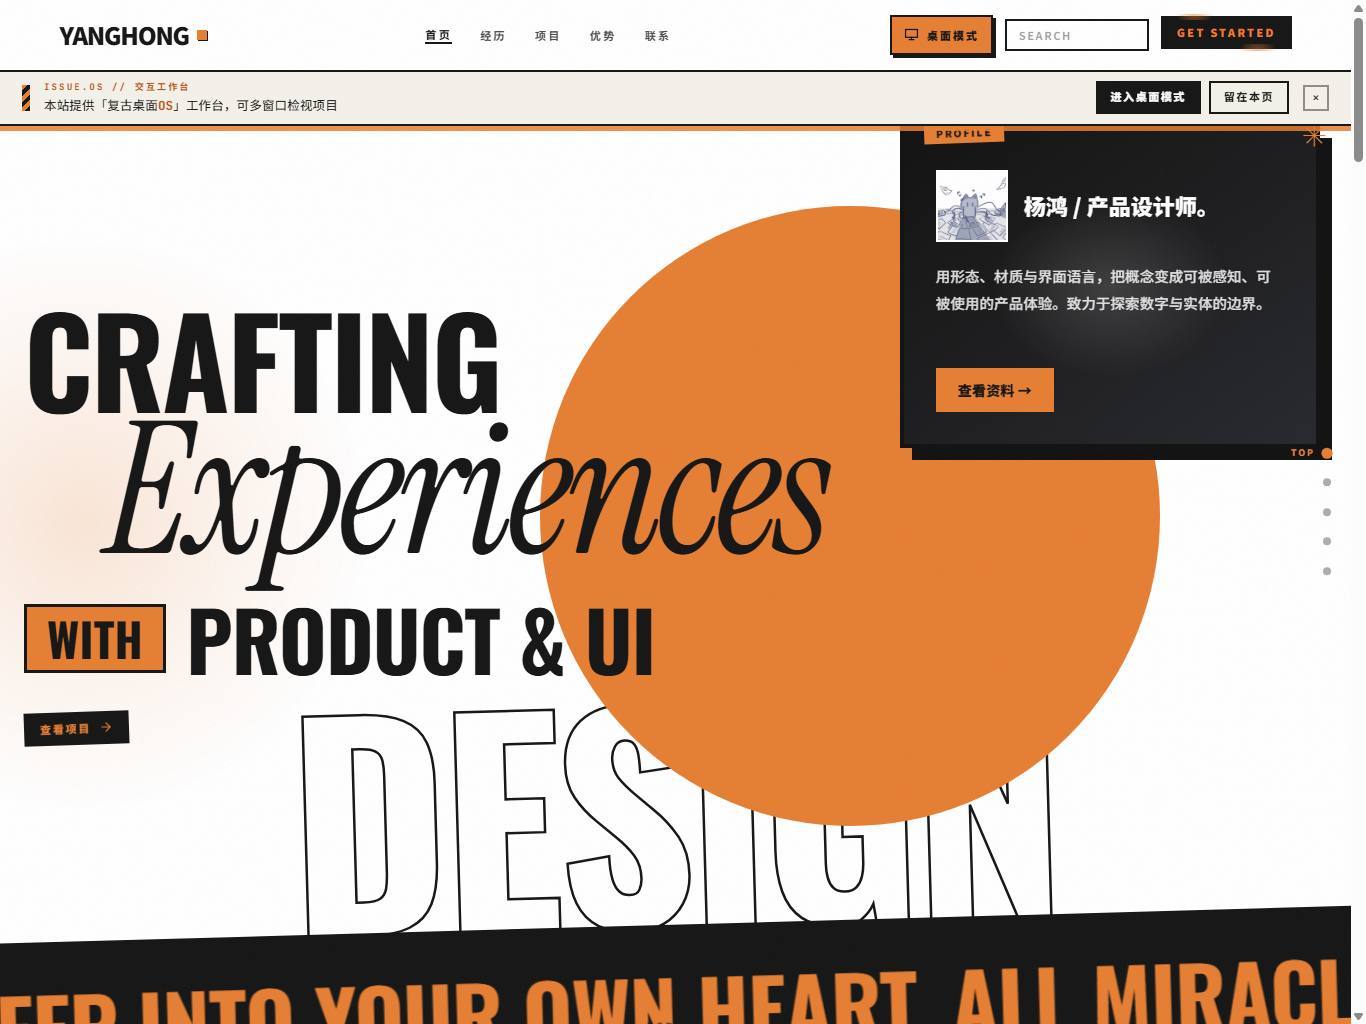 YANGHONG
首页 经历 项目 优势 联系
桌面模式
SEARCH
GET STARTED
ISSUE.OS // 交互工作台
本站提供「复古桌面OS」工作台，可多窗口检视项目
进入桌面模式
留在本页
×
PROFILE
杨鸿 / 产品设计师。
用形态、材质与界面语言，把概念变成可被感知、可
被使用的产品体验。致力于探索数字与实体的边界。
查看资料 →
TOP
CRAFTING
Experiences
WITH PRODUCT & UI
查看项目 →
DESIGN
INTO YOUR OWN HEART ALL